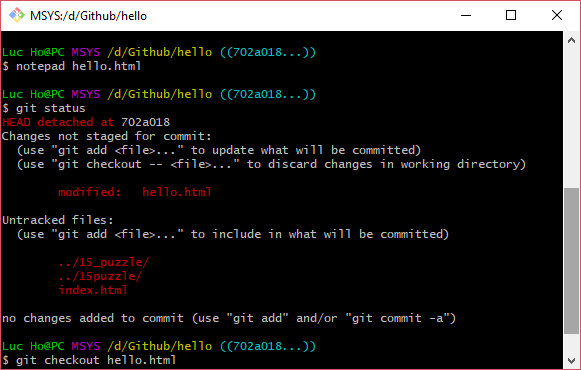 MSYS:/d/Github/hello
Luc Ho@PC MSYS /d/Github/hello ((702a018...))
$ notepad hello.html
Luc Ho@PC MSYS /d/Github/hello ((702a018...))
$ git status
HEAD detached at 702a018
Changes not staged for commit:
(use "git add <file>..." to update what will be committed)
(use "git checkout -- <file>..." to discard changes in working directory)
modified:   hello.html
Untracked files:
(use "git add <file>..." to include in what will be committed)
../15_puzzle/
../15puzzle/
index.html
no changes added to commit (use "git add" and/or "git commit -a")
Luc Ho@PC MSYS /d/Github/hello ((702a018...))
$ git checkout hello.html